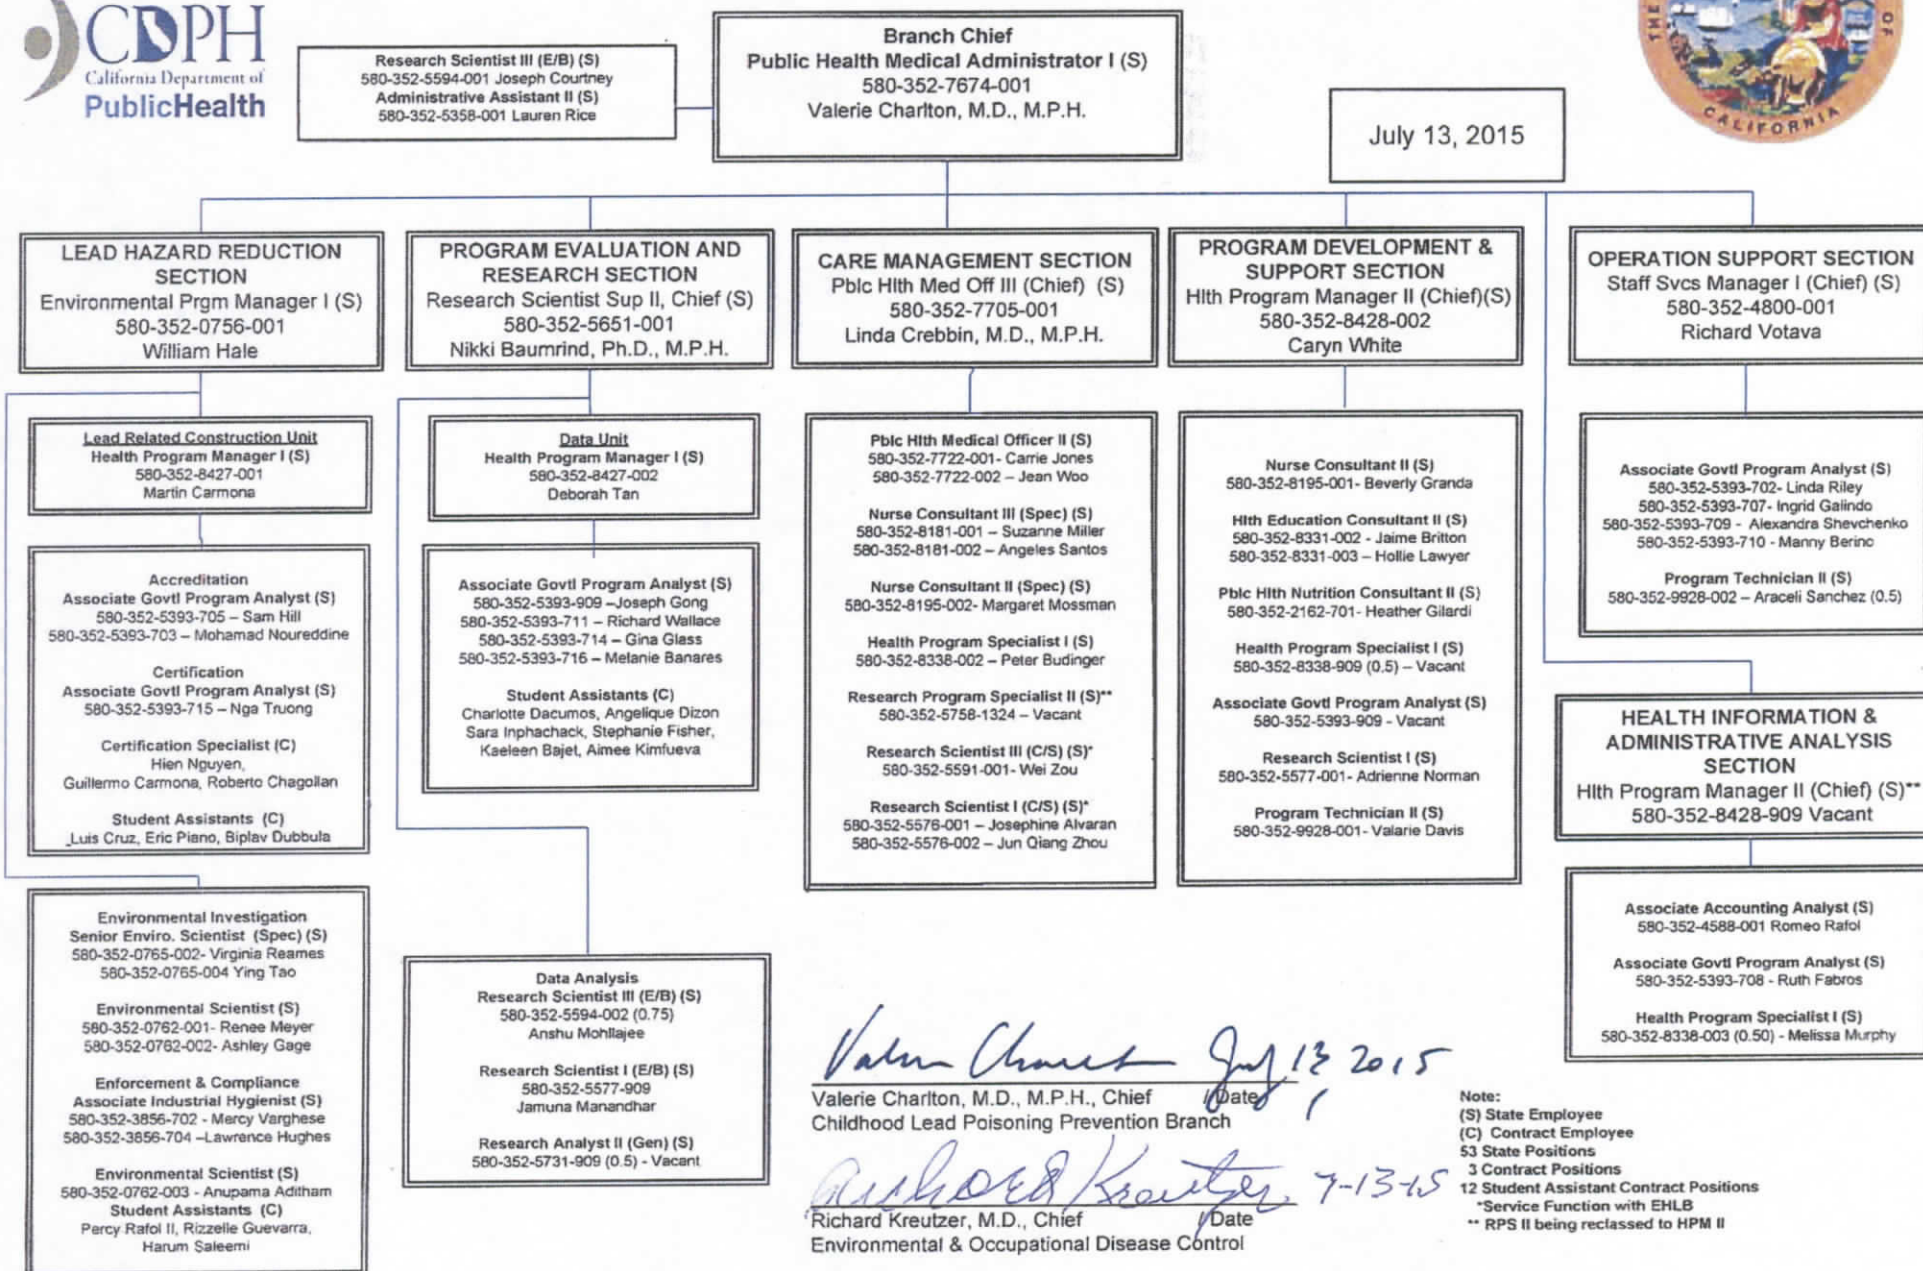 CDPH
California Department of
PublicHealth
Research Scientist III (E/B) (S)
580-352-5594-001 Joseph Courtney
Administrative Assistant II (S)
580-352-5358-001 Lauren Rice
Branch Chief
Public Health Medical Administrator I (S)
580-352-7674-001
Valerie Charlton, M.D., M.P.H.
July 13, 2015
THE
OF
CALIFORNIA
LEAD HAZARD REDUCTION
SECTION
Environmental Prgm Manager I (S)
580-352-0756-001
William Hale
PROGRAM EVALUATION AND
RESEARCH SECTION
Research Scientist Sup II, Chief (S)
580-352-5651-001
Nikki Baumrind, Ph.D., M.P.H.
CARE MANAGEMENT SECTION
Pblc Hlth Med Off III (Chief) (S)
580-352-7705-001
Linda Crebbin, M.D., M.P.H.
PROGRAM DEVELOPMENT &
SUPPORT SECTION
Hlth Program Manager II (Chief)(S)
580-352-8428-002
Caryn White
OPERATION SUPPORT SECTION
Staff Svcs Manager I (Chief) (S)
580-352-4800-001
Richard Votava
Lead Related Construction Unit
Health Program Manager I (S)
580-352-8427-001
Martin Carmona
Accreditation
Associate Govtl Program Analyst (S)
580-352-5393-705 – Sam Hill
580-352-5393-703 – Mohamad Noureddine
Certification
Associate Govtl Program Analyst (S)
580-352-5393-715 – Nga Truong
Certification Specialist (C)
Hien Nguyen,
Guillermo Carmona, Roberto Chagollan
Student Assistants (C)
Luis Cruz, Eric Piano, Biplav Dubbula
Environmental Investigation
Senior Enviro. Scientist (Spec) (S)
580-352-0765-002- Virginia Reames
580-352-0765-004 Ying Tao
Environmental Scientist (S)
580-352-0762-001- Renee Meyer
580-352-0762-002- Ashley Gage
Enforcement & Compliance
Associate Industrial Hygienist (S)
580-352-3856-702 - Mercy Varghese
580-352-3856-704 –Lawrence Hughes
Environmental Scientist (S)
580-352-0762-003 - Anupama Aditham
Student Assistants (C)
Percy Rafol II, Rizzelle Guevarra,
Harum Saleemi
Data Unit
Health Program Manager I (S)
580-352-8427-002
Deborah Tan
Associate Govtl Program Analyst (S)
580-352-5393-909 –Joseph Gong
580-352-5393-711 – Richard Wallace
580-352-5393-714 – Gina Glass
580-352-5393-716 – Melanie Banares
Student Assistants (C)
Charlotte Dacumos, Angelique Dizon
Sara Inphachack, Stephanie Fisher,
Kaeleen Bajet, Aimee Kimfueva
Data Analysis
Research Scientist III (E/B) (S)
580-352-5594-002 (0.75)
Anshu Mohllajee
Research Scientist I (E/B) (S)
580-352-5577-909
Jamuna Manandhar
Research Analyst II (Gen) (S)
580-352-5731-909 (0.5) - Vacant
Pblc Hlth Medical Officer II (S)
580-352-7722-001- Carrie Jones
580-352-7722-002 – Jean Woo
Nurse Consultant III (Spec) (S)
580-352-8181-001 – Suzanne Miller
580-352-8181-002 – Angeles Santos
Nurse Consultant II (Spec) (S)
580-352-8195-002- Margaret Mossman
Health Program Specialist I (S)
580-352-8338-002 – Peter Budinger
Research Program Specialist II (S)**
580-352-5758-1324 – Vacant
Research Scientist III (C/S) (S)*
580-352-5591-001- Wei Zou
Research Scientist I (C/S) (S)*
580-352-5576-001 – Josephine Alvaran
580-352-5576-002 – Jun Qiang Zhou
Nurse Consultant II (S)
580-352-8195-001- Beverly Granda
Hlth Education Consultant II (S)
580-352-8331-002 - Jaime Britton
580-352-8331-003 – Hollie Lawyer
Pblc Hlth Nutrition Consultant II (S)
580-352-2162-701- Heather Gilardi
Health Program Specialist I (S)
580-352-8338-909 (0.5) – Vacant
Associate Govtl Program Analyst (S)
580-352-5393-909 - Vacant
Research Scientist I (S)
580-352-5577-001- Adrienne Norman
Program Technician II (S)
580-352-9928-001- Valarie Davis
Associate Govtl Program Analyst (S)
580-352-5393-702- Linda Riley
580-352-5393-707- Ingrid Galindo
580-352-5393-709 - Alexandra Shevchenko
580-352-5393-710 - Manny Berino
Program Technician II (S)
580-352-9928-002 – Araceli Sanchez (0.5)
HEALTH INFORMATION &
ADMINISTRATIVE ANALYSIS
SECTION
Hlth Program Manager II (Chief) (S)**
580-352-8428-909 Vacant
Associate Accounting Analyst (S)
580-352-4588-001 Romeo Rafol
Associate Govtl Program Analyst (S)
580-352-5393-708 - Ruth Fabros
Health Program Specialist I (S)
580-352-8338-003 (0.50) - Melissa Murphy
July 13 2015
Valerie Charlton, M.D., M.P.H., Chief /Date
Childhood Lead Poisoning Prevention Branch
Richard Kreutzer 7-13-15
Richard Kreutzer, M.D., Chief /Date
Environmental & Occupational Disease Control
Note:
(S) State Employee
(C) Contract Employee
53 State Positions
3 Contract Positions
12 Student Assistant Contract Positions
*Service Function with EHLB
** RPS II being reclassed to HPM II